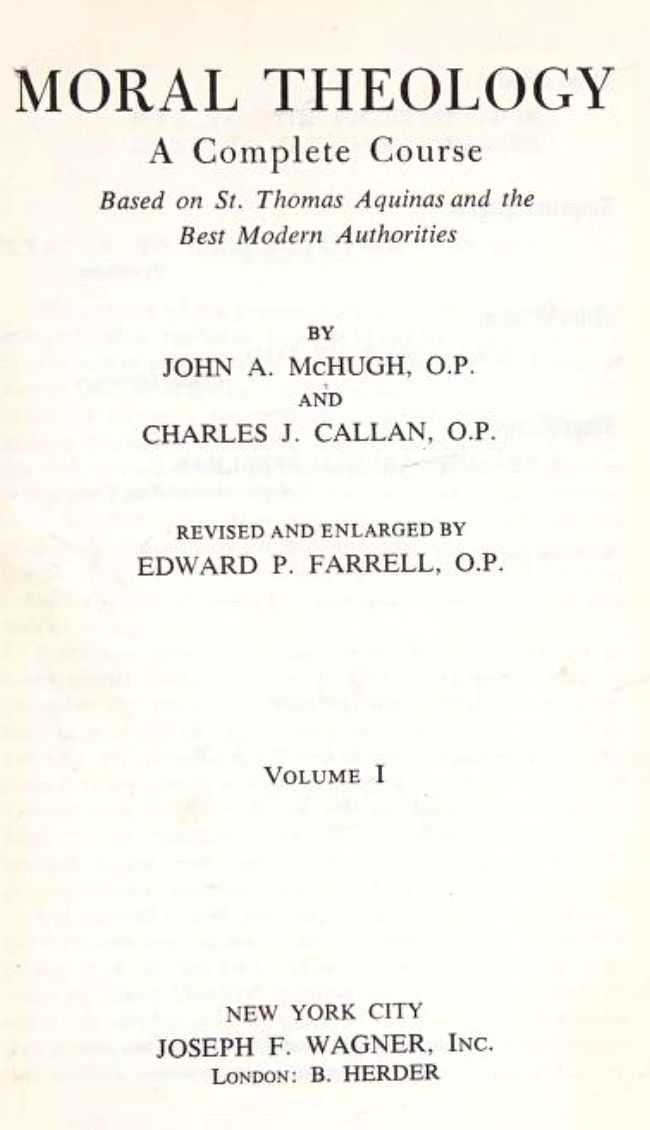 MORAL THEOLOGY
A Complete Course
Based on St. Thomas Aquinas and the
Best Modern Authorities
BY
JOHN A. McHUGH, O.P.
AND
CHARLES J. CALLAN, O.P.
REVISED AND ENLARGED BY
EDWARD P. FARRELL, O.P.
VOLUME I
NEW YORK CITY
JOSEPH F. WAGNER, INC.
LONDON: B. HERDER